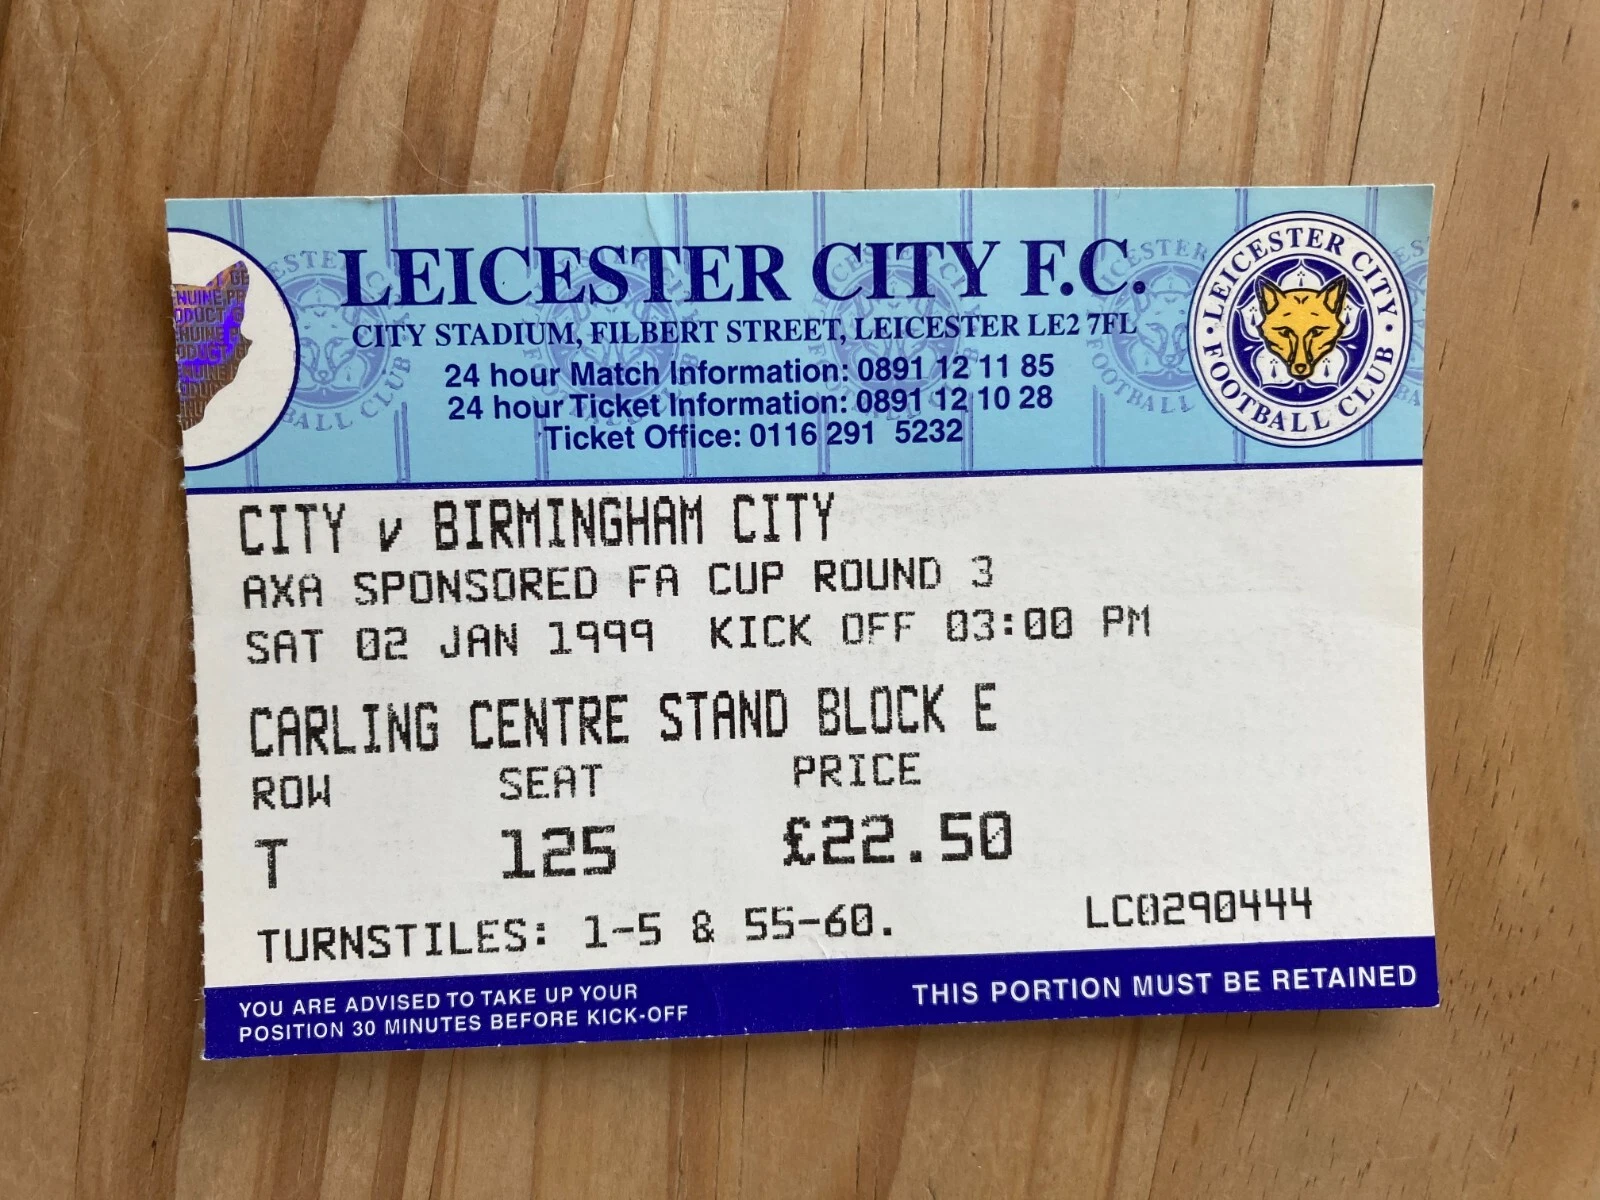 LEICESTER CITY F.C.
CITY STADIUM, FILBERT STREET, LEICESTER LE2 7FL
24 hour Match Information: 0891 12 11 85
24 hour Ticket Information: 0891 12 10 28
Ticket Office: 0116 291 5232
LEICESTER CITY
FOOTBALL CLUB
CITY v BIRMINGHAM CITY
AXA SPONSORED FA CUP ROUND 3
SAT 02 JAN 1999 KICK OFF 03:00 PM
CARLING CENTRE STAND BLOCK E
ROW SEAT PRICE
T 125 £22.50
TURNSTILES: 1-5 & 55-60. LC0290444
YOU ARE ADVISED TO TAKE UP YOUR
POSITION 30 MINUTES BEFORE KICK-OFF
THIS PORTION MUST BE RETAINED